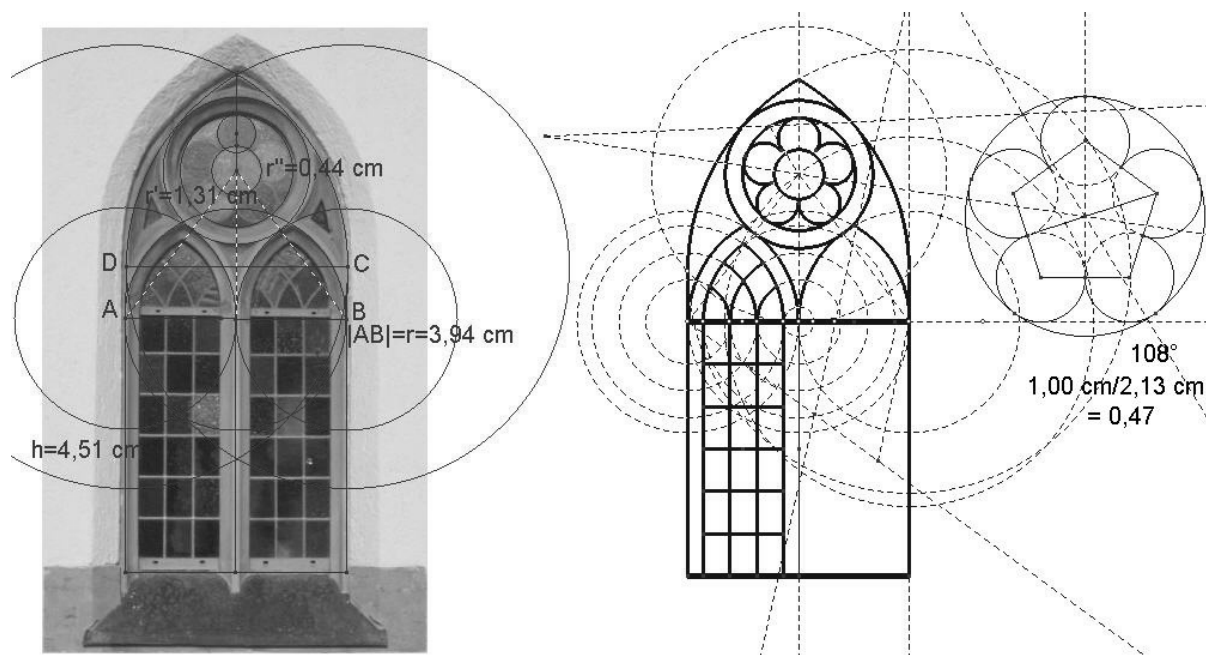 r''=0,44 cm
r'=1,31 cm
D
C
A
B
|AB|=r=3,94 cm
h=4,51 cm
108°
1,00 cm/2,13 cm
= 0,47